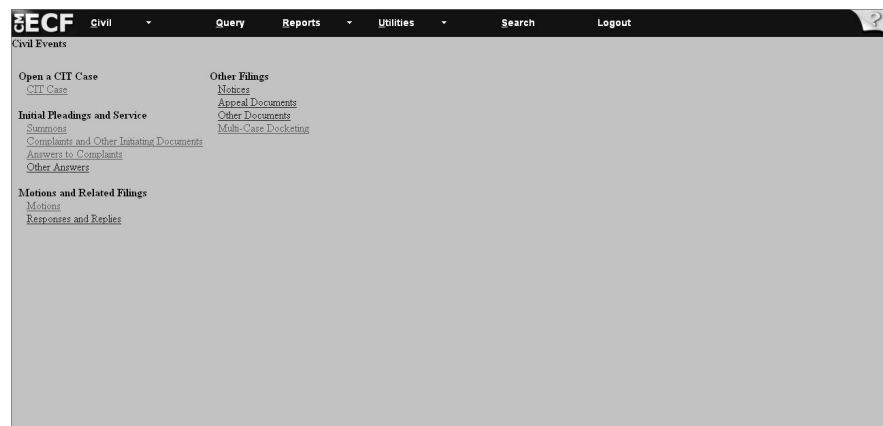 CM ECF Civil Query Reports Utilities Search Logout ?
Civil Events
Open a CIT Case
CIT Case
Initial Pleadings and Service
Summons
Complaints and Other Initiating Documents
Answers to Complaints
Other Answers
Motions and Related Filings
Motions
Responses and Replies
Other Filings
Notices
Appeal Documents
Other Documents
Multi-Case Docketing